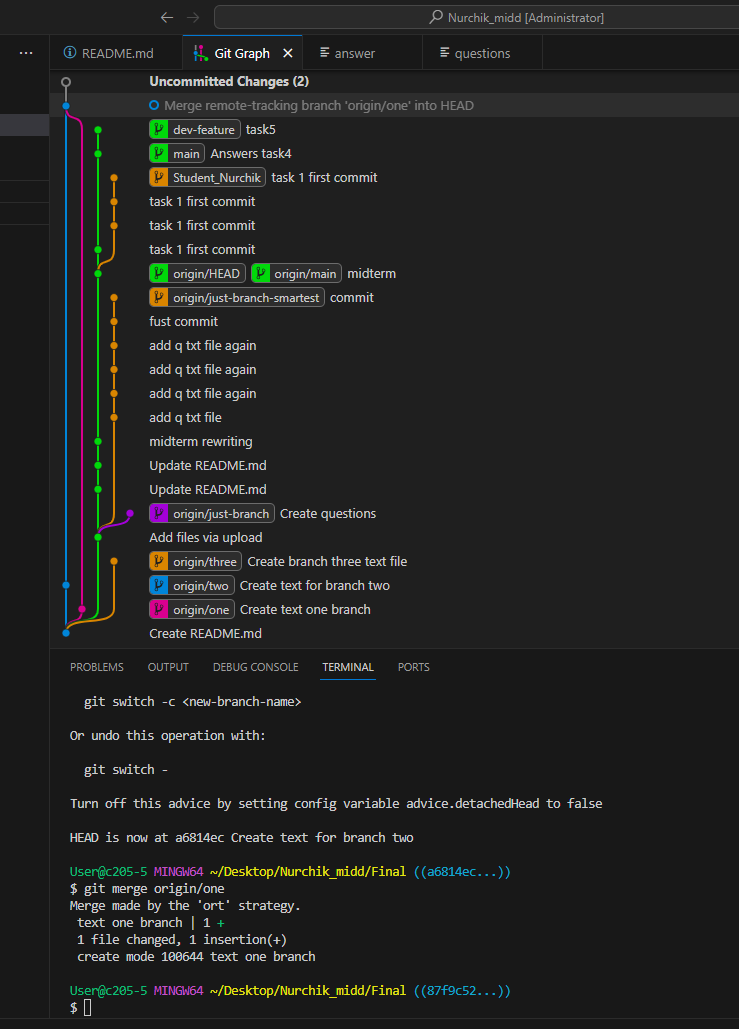 Nurchik_midd [Administrator]
README.md Git Graph answer questions
Uncommitted Changes (2)
Merge remote-tracking branch 'origin/one' into HEAD
dev-feature task5
main Answers task4
Student_Nurchik task 1 first commit
task 1 first commit
task 1 first commit
task 1 first commit
origin/HEAD origin/main midterm
origin/just-branch-smartest commit
fust commit
add q txt file again
add q txt file again
add q txt file again
add q txt file
midterm rewriting
Update README.md
Update README.md
origin/just-branch Create questions
Add files via upload
origin/three Create branch three text file
origin/two Create text for branch two
origin/one Create text one branch
Create README.md
PROBLEMS OUTPUT DEBUG CONSOLE TERMINAL PORTS
git switch -c <new-branch-name>
Or undo this operation with:
git switch -
Turn off this advice by setting config variable advice.detachedHead to false
HEAD is now at a6814ec Create text for branch two
User@c205-5 MINGW64 ~/Desktop/Nurchik_midd/Final ((a6814ec...))
$ git merge origin/one
Merge made by the 'ort' strategy.
text one branch | 1 +
1 file changed, 1 insertion(+)
create mode 100644 text one branch
User@c205-5 MINGW64 ~/Desktop/Nurchik_midd/Final ((87f9c52...))
$